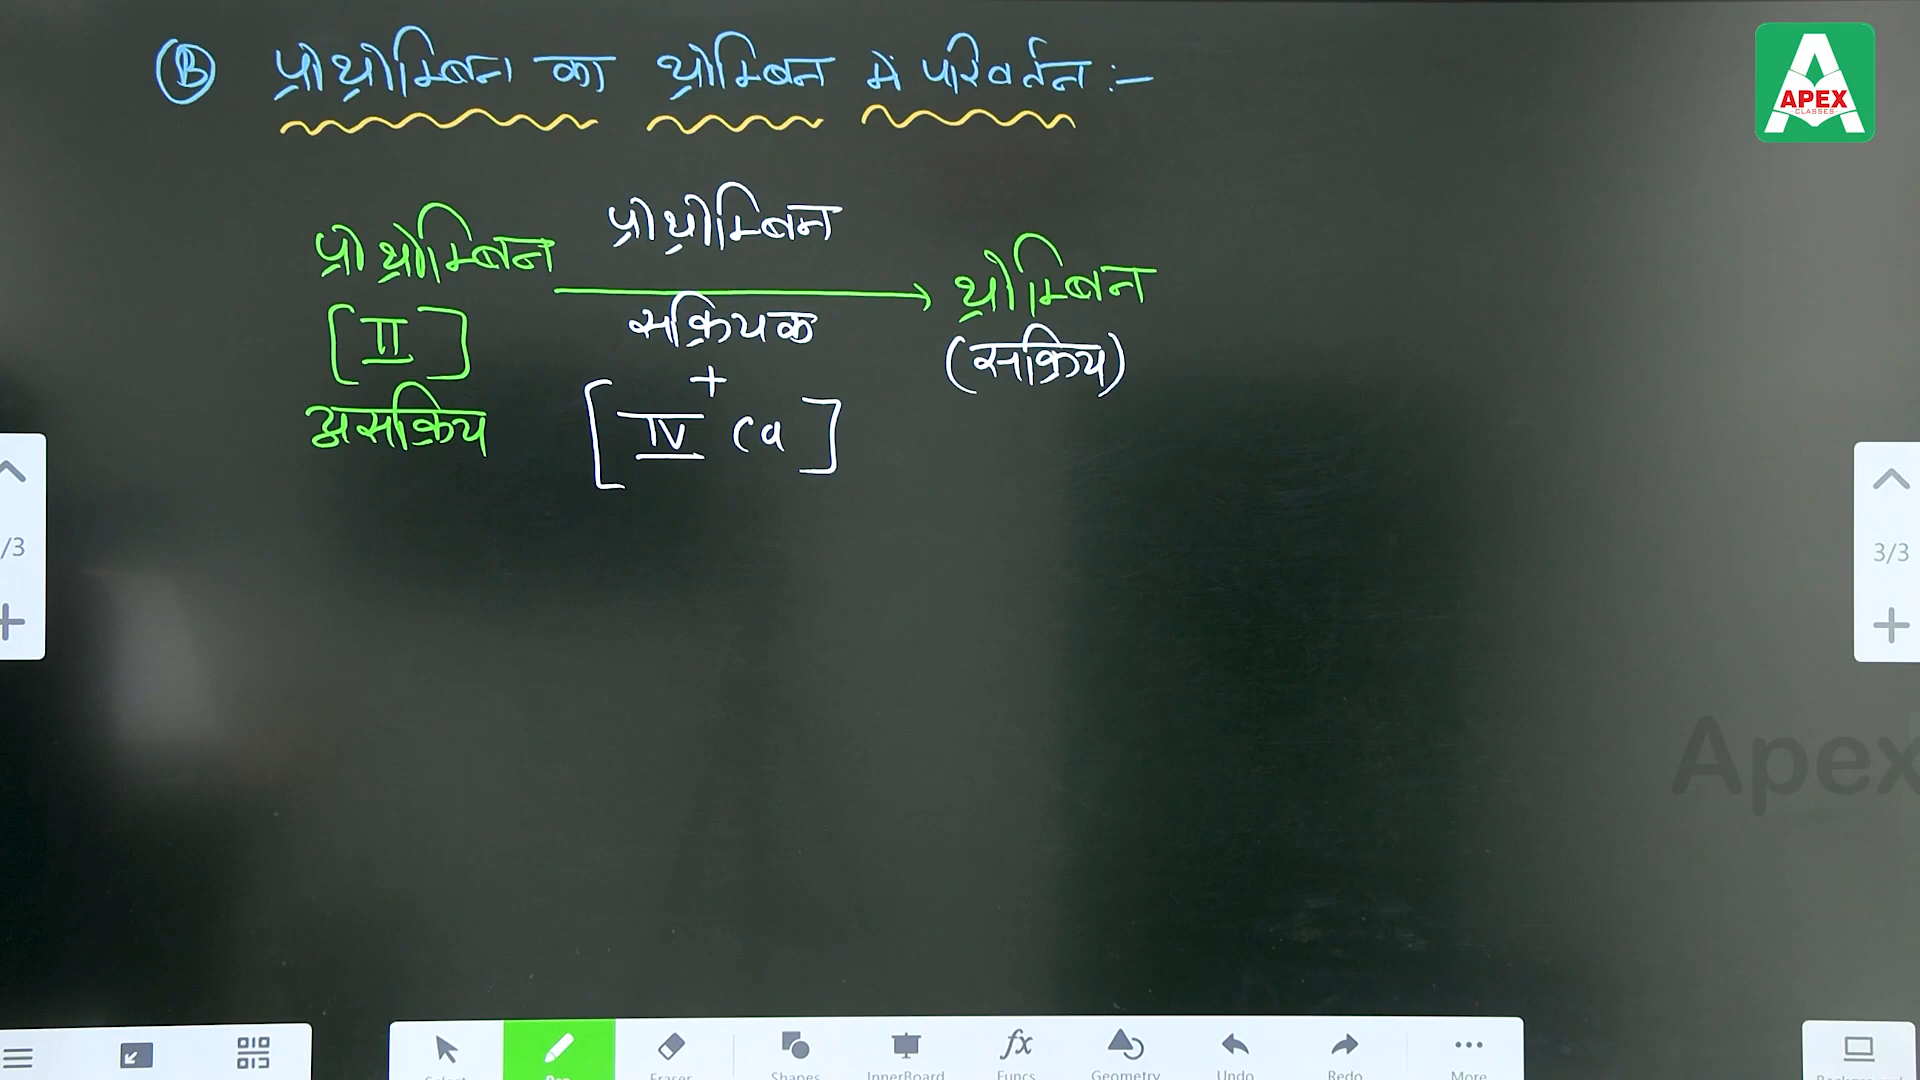 (B) प्रोथ्रोम्बिन का थ्रोम्बिन में परिवर्तन :-
प्रोथ्रोम्बिन
प्रोथ्रोम्बिन
थ्रोम्बिन
[II]
सक्रियक
(सक्रिय)
+
असक्रिय
[IV Ca]
APEX
CLASSES
/3
3/3
Apex
Eraser
Shapes
InnerBoard
Funcs
Geometry
Undo
Redo
More